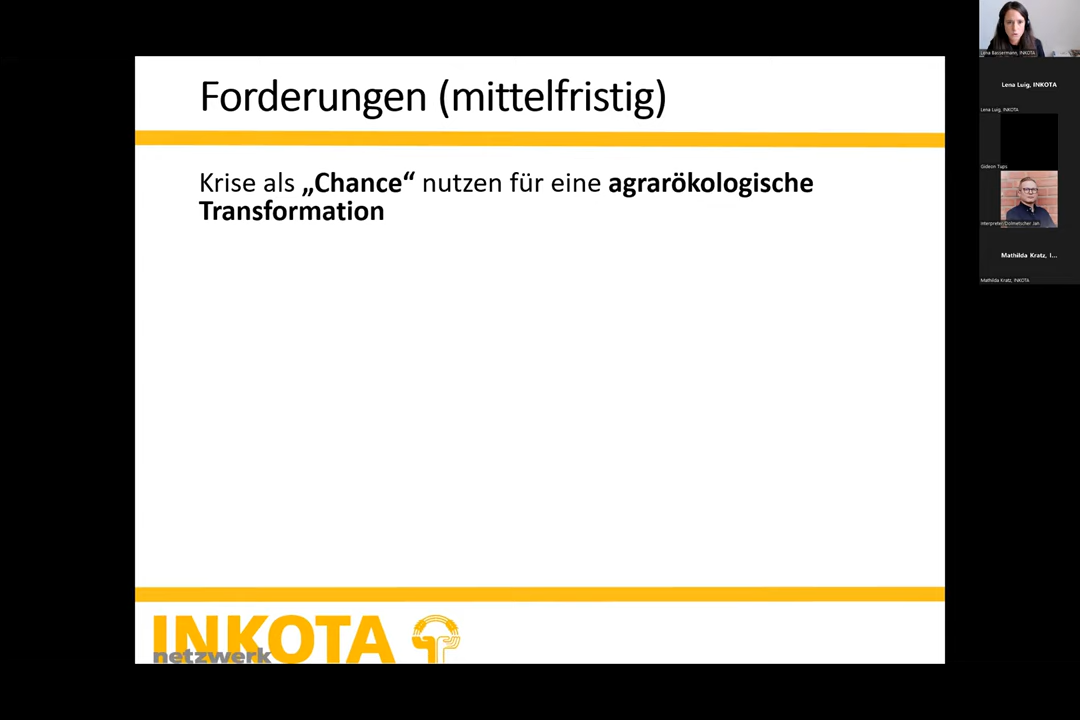 Forderungen (mittelfristig)
Krise als „Chance“ nutzen für eine agrarökologische
Transformation
INKOTA
netzwerk
Lena Bassermann, INKOTA
Lena Luig, INKOTA
Lena Luig, INKOTA
Gideon Tups
Interpreter/Dolmetscher Jan
Mathilda Kratz, I...
Mathilda Kratz, INKOTA